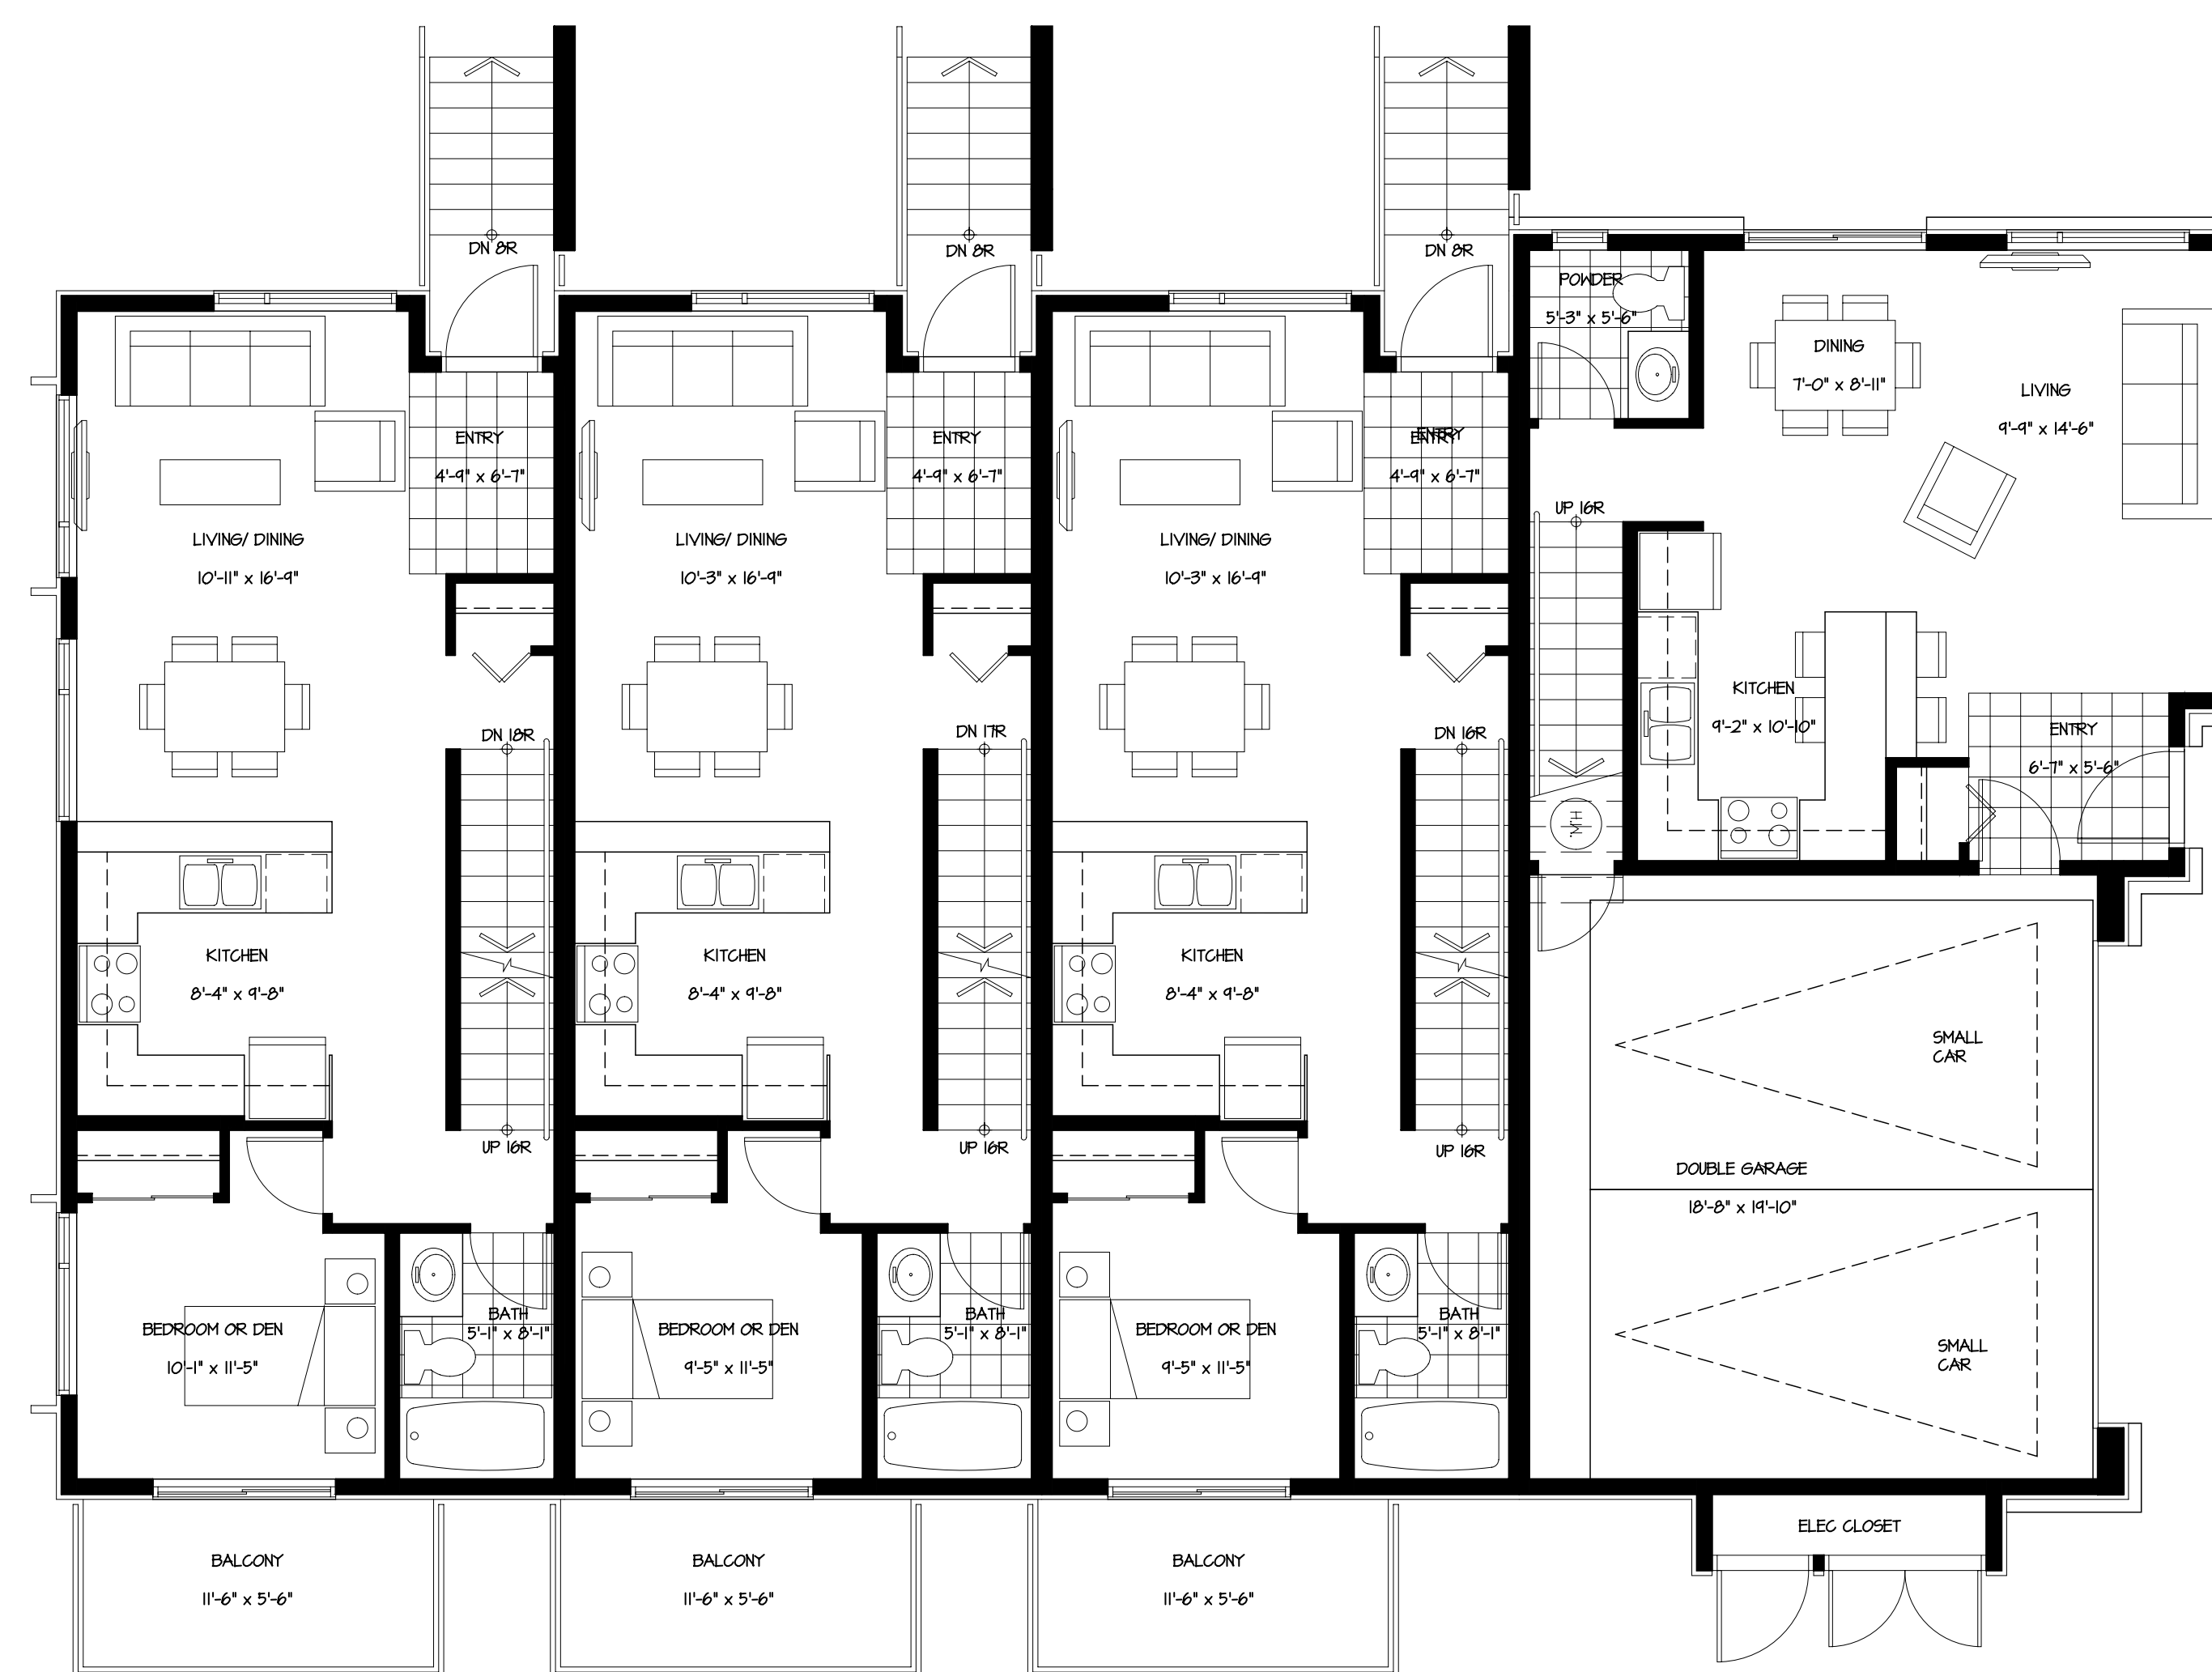 DN 8R
DN 8R
DN 8R
POWDER
5'-3" x 5'-6"
DINING
7'-0" x 8'-11"
LIVING
9'-9" x 14'-6"
ENTRY
4'-9" x 6'-7"
ENTRY
4'-9" x 6'-7"
ENTRY
ENTRY
4'-9" x 6'-7"
UP 16R
LIVING/ DINING
10'-11" x 16'-9"
LIVING/ DINING
10'-3" x 16'-9"
LIVING/ DINING
10'-3" x 16'-9"
KITCHEN
9'-2" x 10'-10"
ENTRY
6'-7" x 5'-6"
DN 18R
DN 17R
DN 16R
H.W.T
KITCHEN
8'-4" x 9'-8"
KITCHEN
8'-4" x 9'-8"
KITCHEN
8'-4" x 9'-8"
SMALL
CAR
UP 16R
UP 16R
UP 16R
DOUBLE GARAGE
18'-8" x 19'-10"
BEDROOM OR DEN
10'-1" x 11'-5"
BATH
5'-1" x 8'-1"
BEDROOM OR DEN
9'-5" x 11'-5"
BATH
5'-1" x 8'-1"
BEDROOM OR DEN
9'-5" x 11'-5"
BATH
5'-1" x 8'-1"
SMALL
CAR
ELEC CLOSET
BALCONY
11'-6" x 5'-6"
BALCONY
11'-6" x 5'-6"
BALCONY
11'-6" x 5'-6"